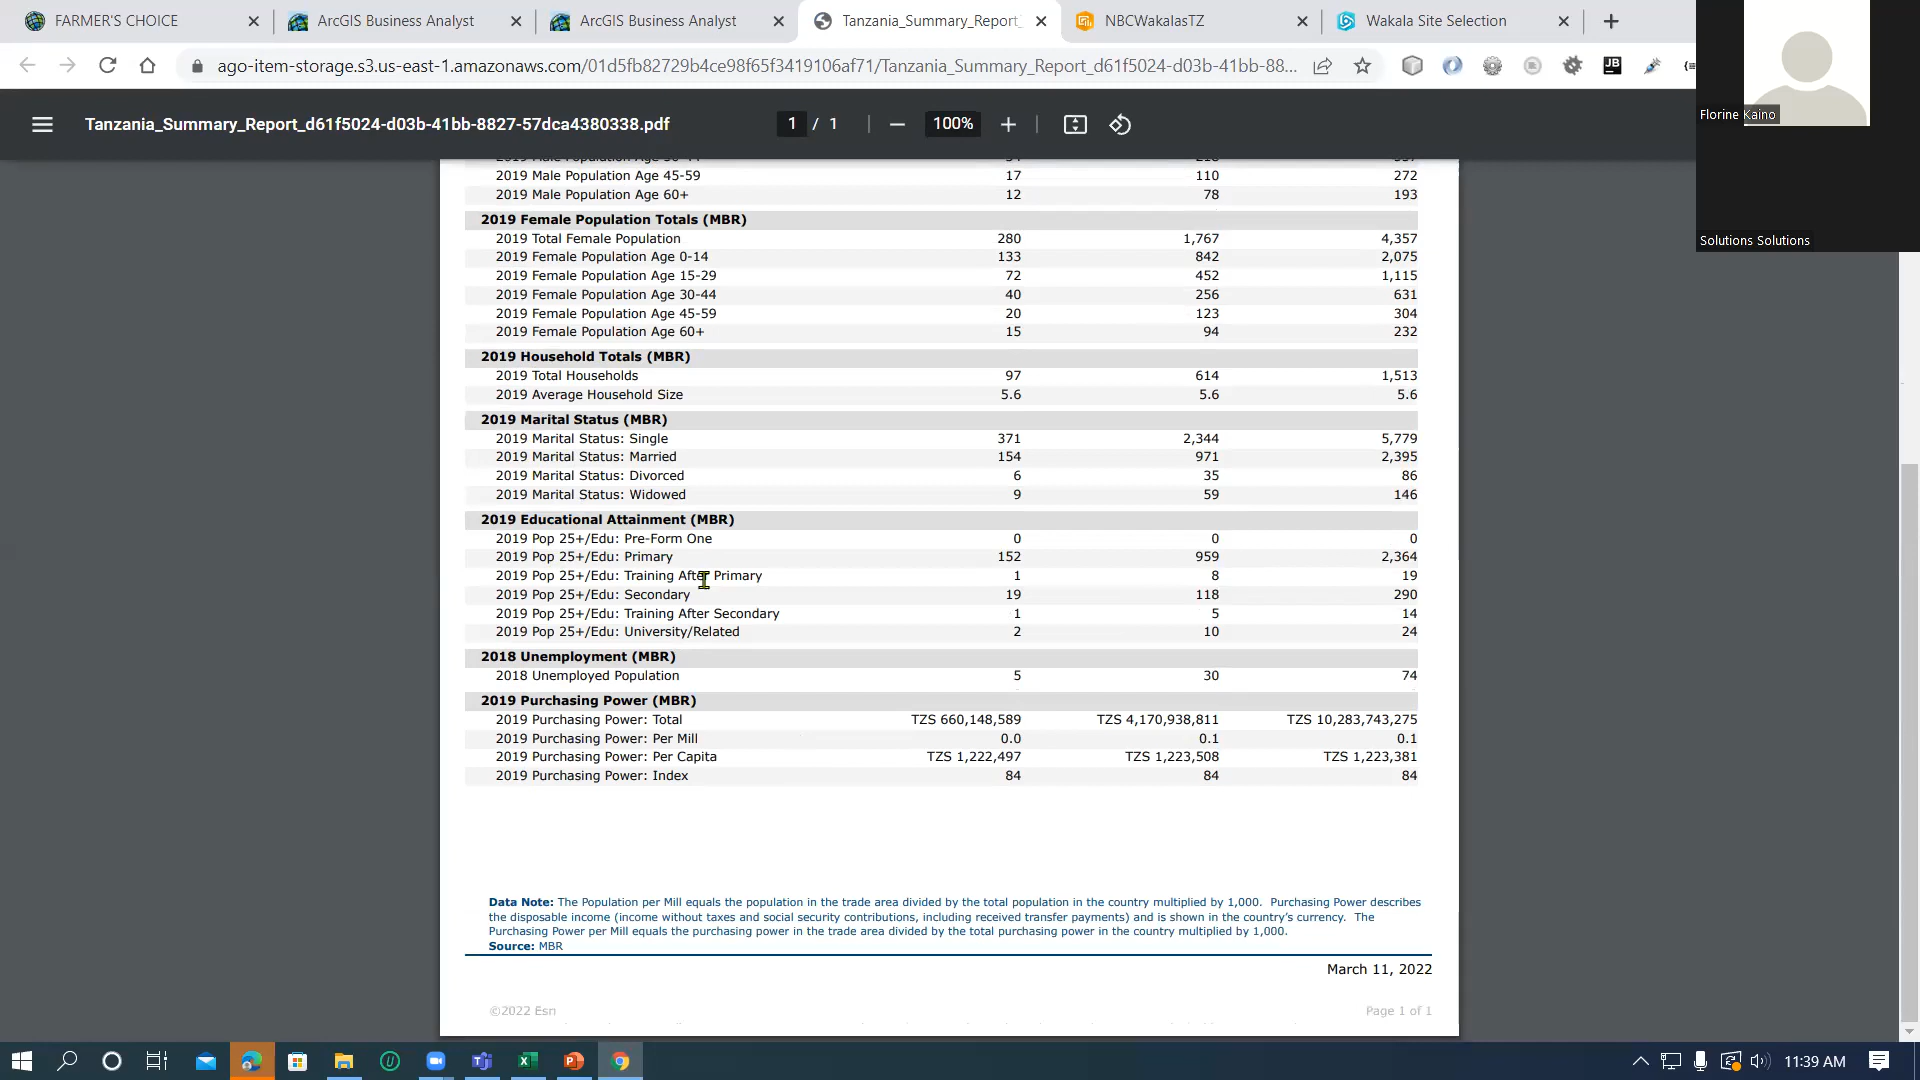 FARMER'S CHOICE
ArcGIS Business Analyst
ArcGIS Business Analyst
Tanzania_Summary_Report_
NBCWakalasTZ
Wakala Site Selection
ago-item-storage.s3.us-east-1.amazonaws.com/01d5fb82729b4ce98f65f3419106af71/Tanzania_Summary_Report_d61f5024-d03b-41bb-88...
JB
Florine Kaino
Solutions Solutions
Tanzania_Summary_Report_d61f5024-d03b-41bb-8827-57dca4380338.pdf
1 / 1
100%
2019 Male Population Age 45-59 17 110 272
2019 Male Population Age 60+ 12 78 193
2019 Female Population Totals (MBR)
2019 Total Female Population 280 1,767 4,357
2019 Female Population Age 0-14 133 842 2,075
2019 Female Population Age 15-29 72 452 1,115
2019 Female Population Age 30-44 40 256 631
2019 Female Population Age 45-59 20 123 304
2019 Female Population Age 60+ 15 94 232
2019 Household Totals (MBR)
2019 Total Households 97 614 1,513
2019 Average Household Size 5.6 5.6 5.6
2019 Marital Status (MBR)
2019 Marital Status: Single 371 2,344 5,779
2019 Marital Status: Married 154 971 2,395
2019 Marital Status: Divorced 6 35 86
2019 Marital Status: Widowed 9 59 146
2019 Educational Attainment (MBR)
2019 Pop 25+/Edu: Pre-Form One 0 0 0
2019 Pop 25+/Edu: Primary 152 959 2,364
2019 Pop 25+/Edu: Training After Primary 1 8 19
2019 Pop 25+/Edu: Secondary 19 118 290
2019 Pop 25+/Edu: Training After Secondary 1 5 14
2019 Pop 25+/Edu: University/Related 2 10 24
2018 Unemployment (MBR)
2018 Unemployed Population 5 30 74
2019 Purchasing Power (MBR)
2019 Purchasing Power: Total TZS 660,148,589 TZS 4,170,938,811 TZS 10,283,743,275
2019 Purchasing Power: Per Mill 0.0 0.1 0.1
2019 Purchasing Power: Per Capita TZS 1,222,497 TZS 1,223,508 TZS 1,223,381
2019 Purchasing Power: Index 84 84 84
Data Note: The Population per Mill equals the population in the trade area divided by the total population in the country multiplied by 1,000. Purchasing Power describes
the disposable income (income without taxes and social security contributions, including received transfer payments) and is shown in the country's currency. The
Purchasing Power per Mill equals the purchasing power in the trade area divided by the total purchasing power in the country multiplied by 1,000.
Source: MBR
March 11, 2022
©2022 Esri
Page 1 of 1
11:39 AM